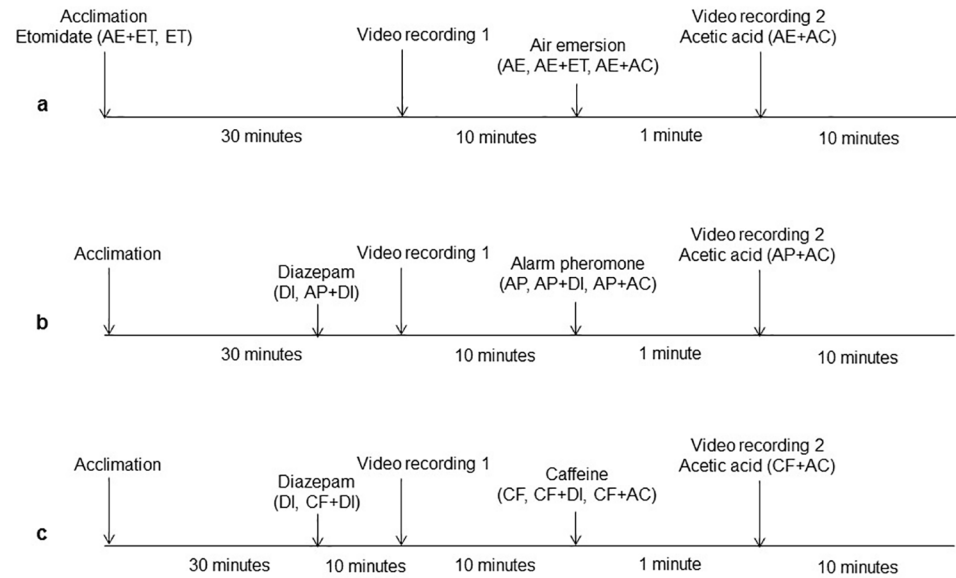 Acclimation
Etomidate (AE+ET, ET)
Video recording 1
Air emersion
(AE, AE+ET, AE+AC)
Video recording 2
Acetic acid (AE+AC)
a
30 minutes
10 minutes
1 minute
10 minutes
Acclimation
Diazepam
(DI, AP+DI)
Video recording 1
Alarm pheromone
(AP, AP+DI, AP+AC)
Video recording 2
Acetic acid (AP+AC)
b
30 minutes
10 minutes
1 minute
10 minutes
Acclimation
Diazepam
(DI, CF+DI)
Video recording 1
Caffeine
(CF, CF+DI, CF+AC)
Video recording 2
Acetic acid (CF+AC)
c
30 minutes
10 minutes
10 minutes
1 minute
10 minutes